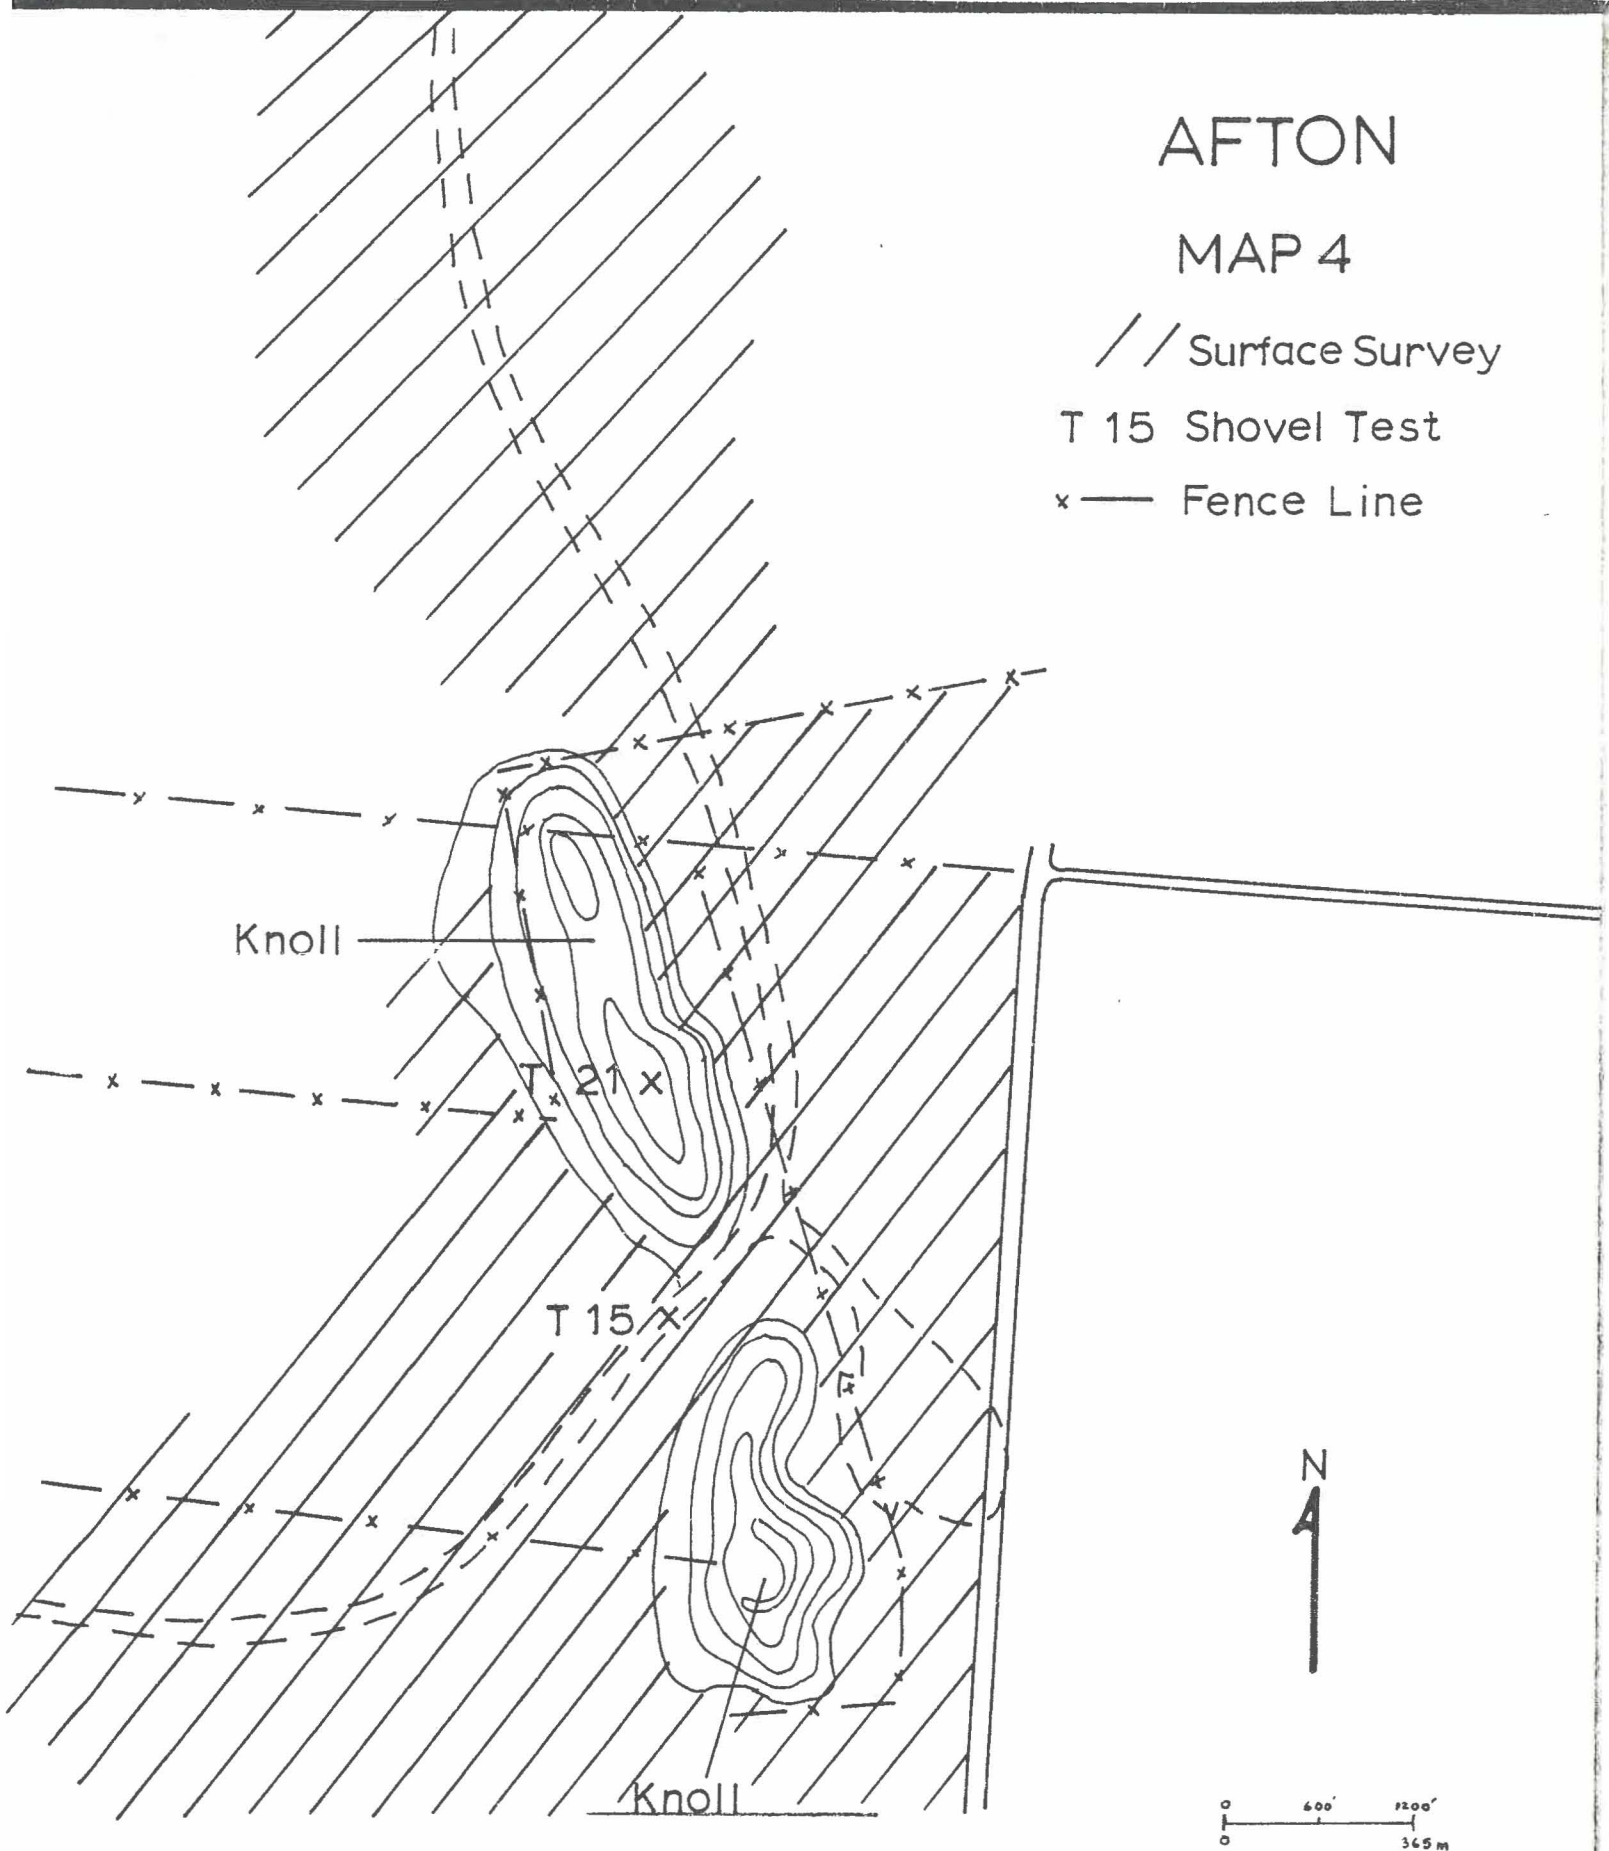 AFTON
MAP 4
// Surface Survey
T 15 Shovel Test
x — Fence Line
Knoll
T 21 x
T 15 x
Knoll
N
0 600' 1200'
0 365m